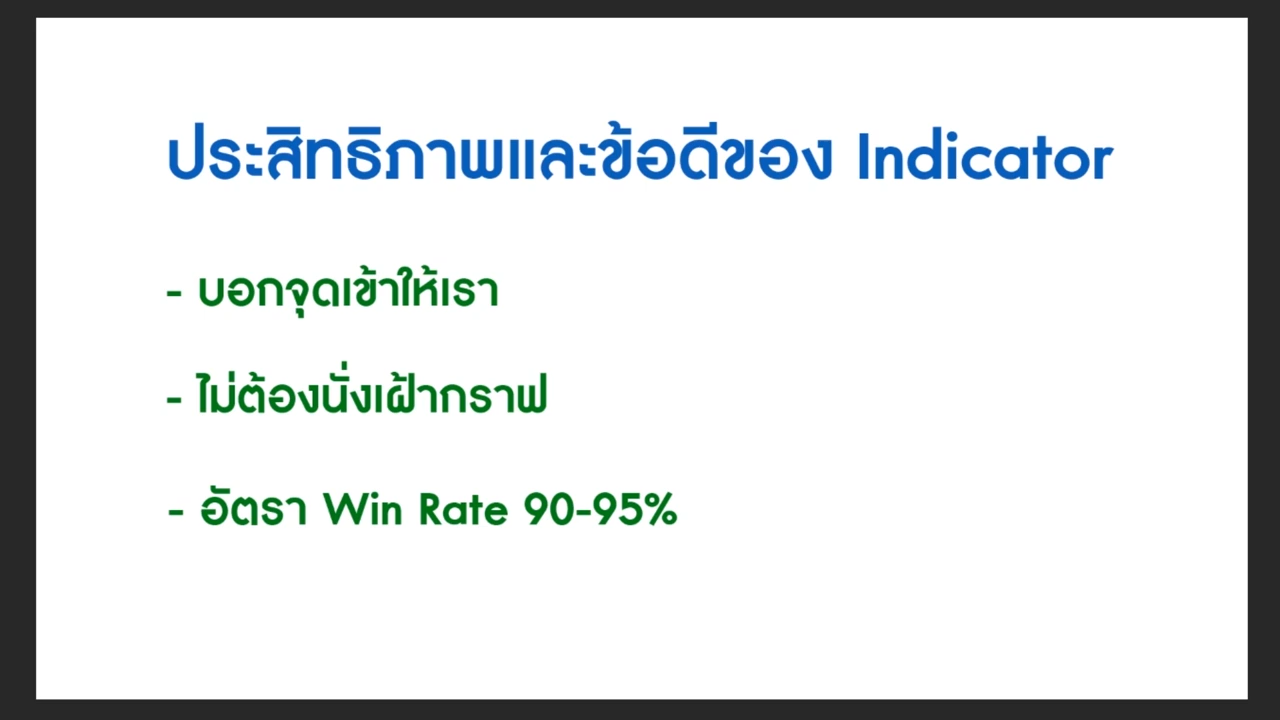 ประสิทธิภาพและข้อดีของ Indicator
- บอกจุดเข้าให้เรา
- ไม่ต้องนั่งเฝ้ากราฟ
- อัตรา Win Rate 90-95%